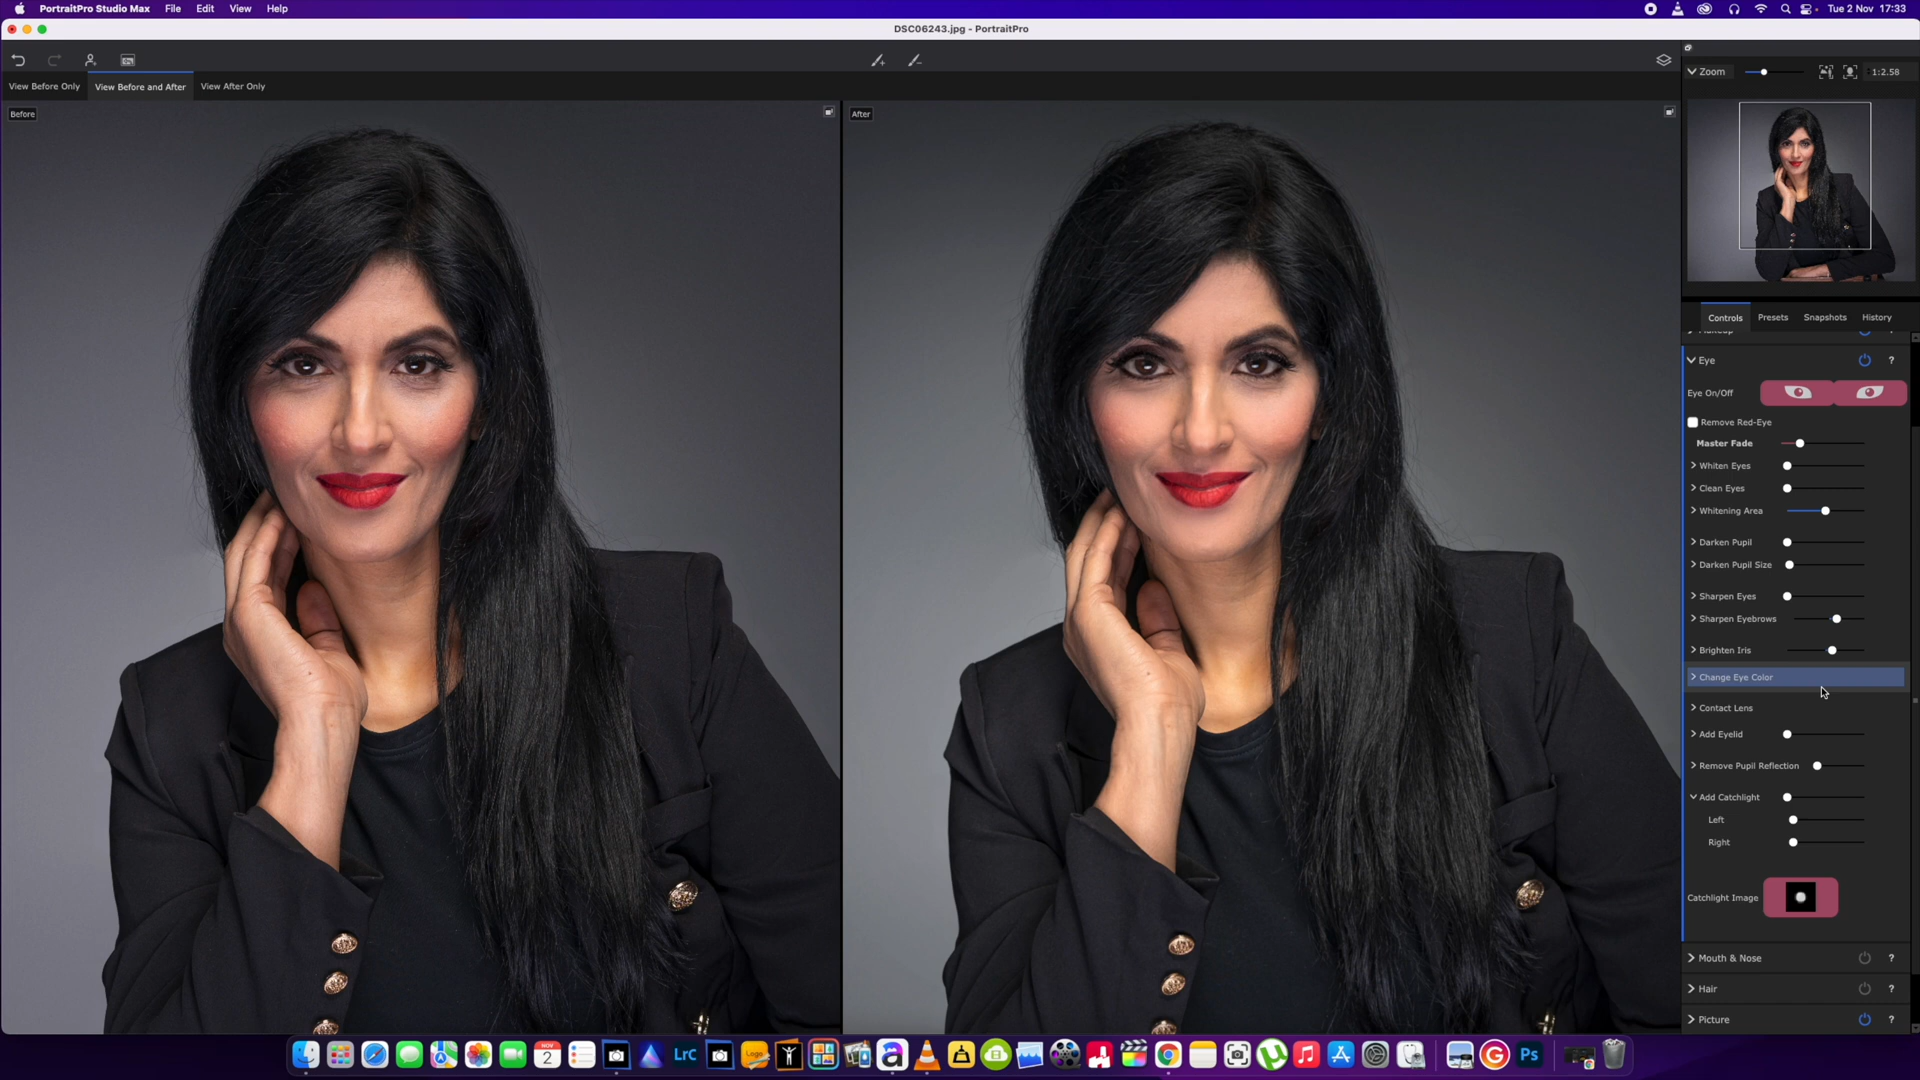 PortraitPro Studio Max File Edit View Help
Tue 2 Nov 17:33
DSC06243.jpg - PortraitPro
Zoom
1:2.58
View Before Only View Before and After View After Only
Before
After
Controls Presets Snapshots History
Eye ?
Eye On/Off
Remove Red-Eye
Master Fade
Whiten Eyes
Clean Eyes
Whitening Area
Darken Pupil
Darken Pupil Size
Sharpen Eyes
Sharpen Eyebrows
Brighten Iris
Change Eye Color
Contact Lens
Add Eyelid
Remove Pupil Reflection
Add Catchlight
Left
Right
Catchlight Image
Mouth & Nose ?
Hair ?
Picture ?
NOV
2
LrC
Ps